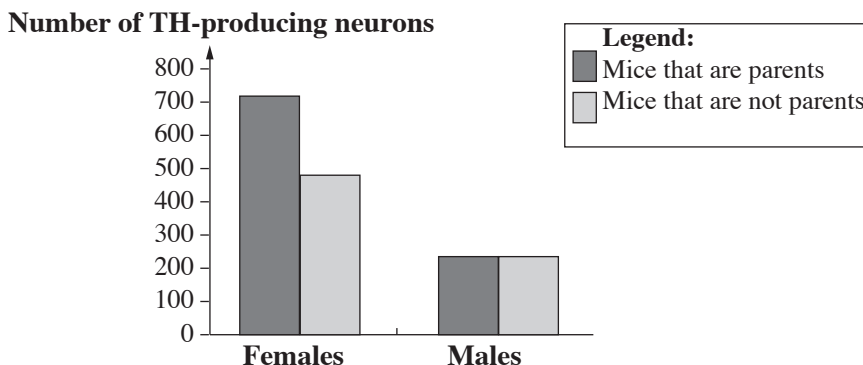 Number of TH-producing neurons
Legend:
Mice that are parents
Mice that are not parents
800
700
600
500
400
300
200
100
0
Females Males